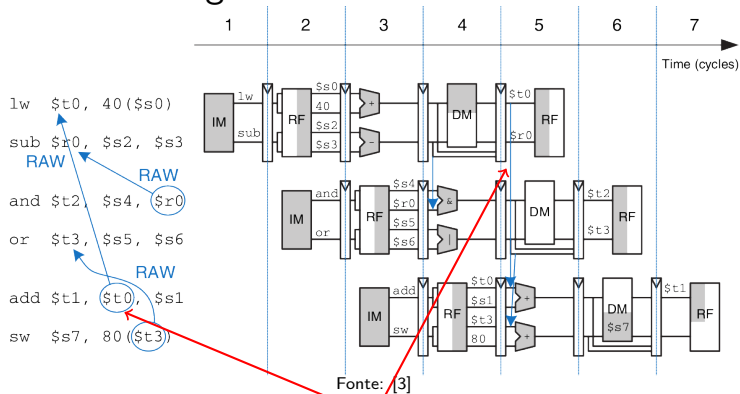 1 2 3 4 5 6 7
Time (cycles)
lw $t0, 40($s0)
sub $r0, $s2, $s3
RAW
RAW
and $t2, $s4, $r0
or $t3, $s5, $s6
RAW
add $t1, $t0, $s1
sw $s7, 80($t3)
IM
lw
sub
RF
$s0
40
$s2
$s3
+
-
DM
$t0
$r0
RF
IM
and
or
RF
$s4
$r0
$s5
$s6
&
|
DM
$t2
$t3
RF
IM
add
sw
RF
$t0
$s1
$t3
80
+
+
DM
$s7
$t1
RF
Fonte: [3]